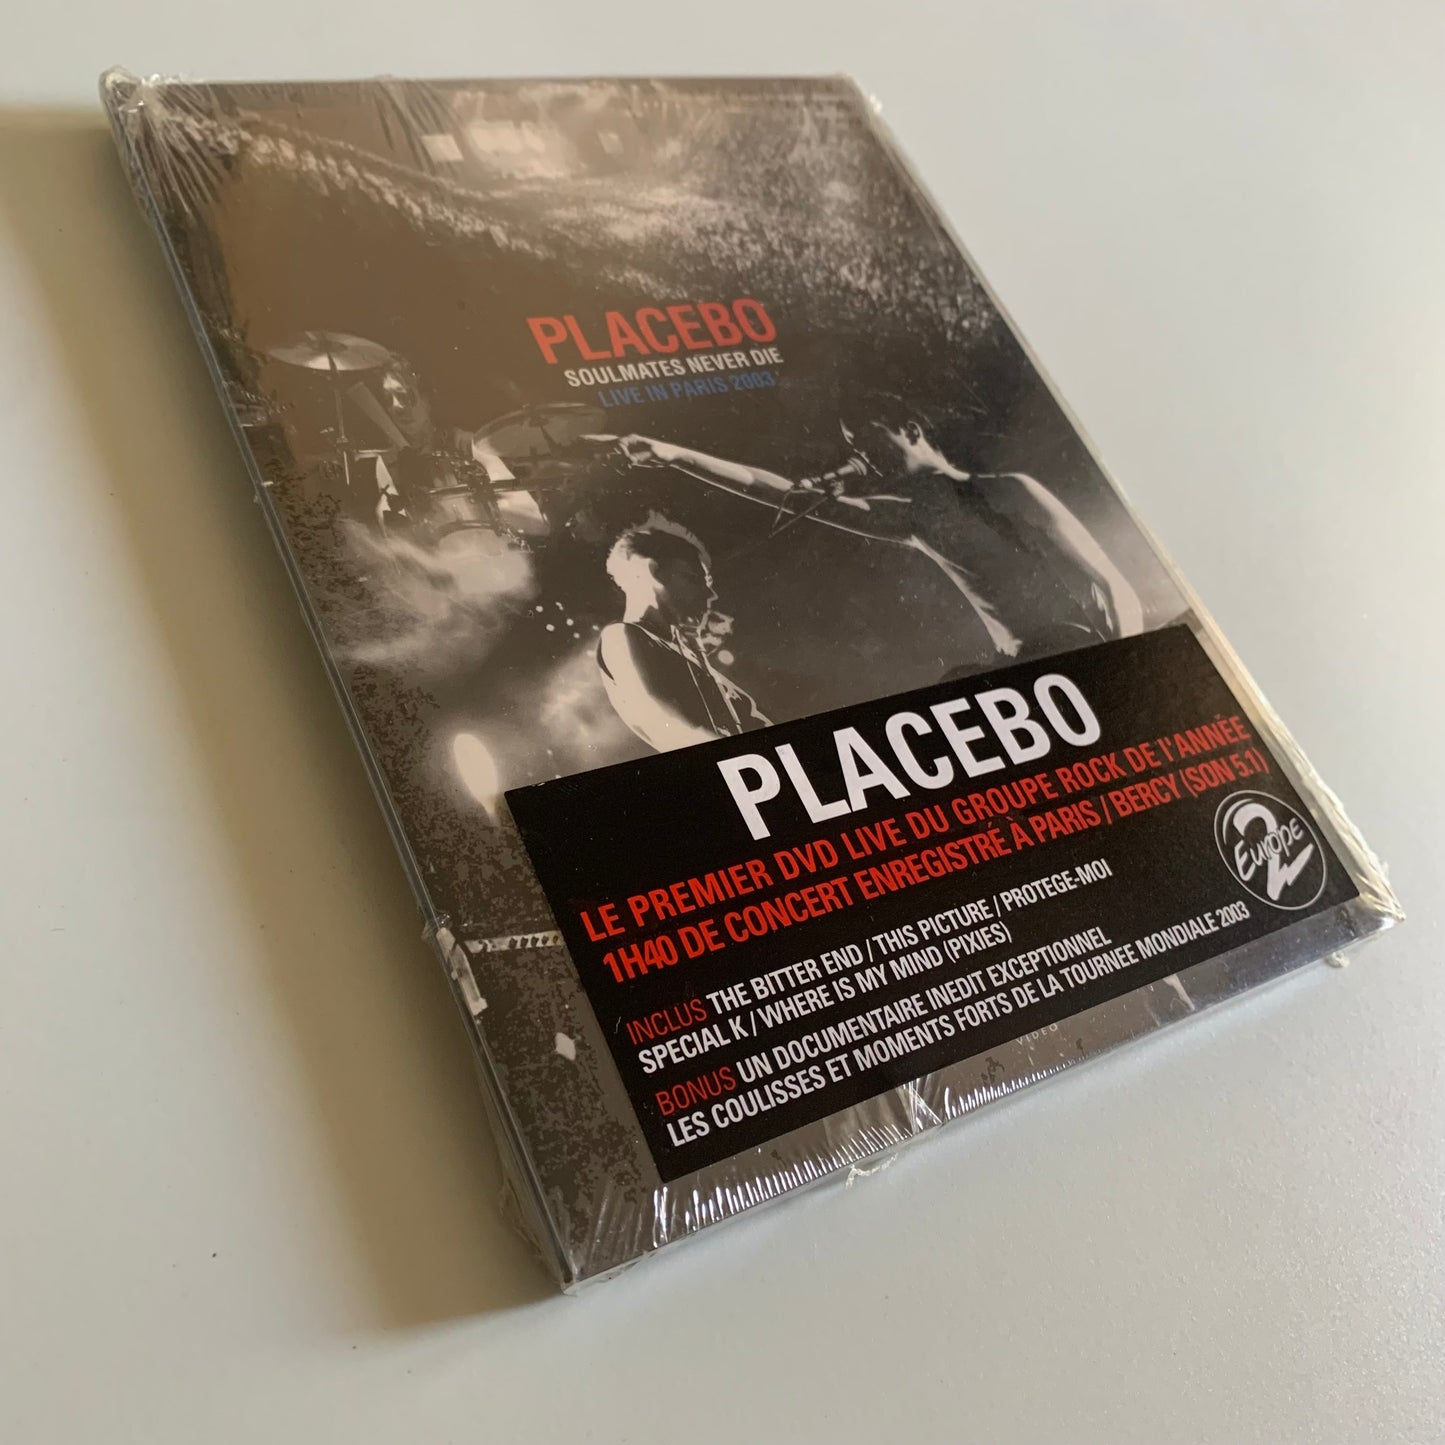 PLACEBO
SOULMATES NEVER DIE
LIVE IN PARIS 2003
PLACEBO
LE PREMIER DVD LIVE DU GROUPE ROCK DE l'ANNÉE
1H40 DE CONCERT ENREGISTRÉ À PARIS / BERCY (SON 5.1)
EUROPE
2
INCLUS THE BITTER END / THIS PICTURE / PROTEGE-MOI
SPECIAL K / WHERE IS MY MIND (PIXIES)
BONUS UN DOCUMENTAIRE INEDIT EXCEPTIONNEL
LES COULISSES ET MOMENTS FORTS DE LA TOURNEE MONDIALE 2003
VIDEO